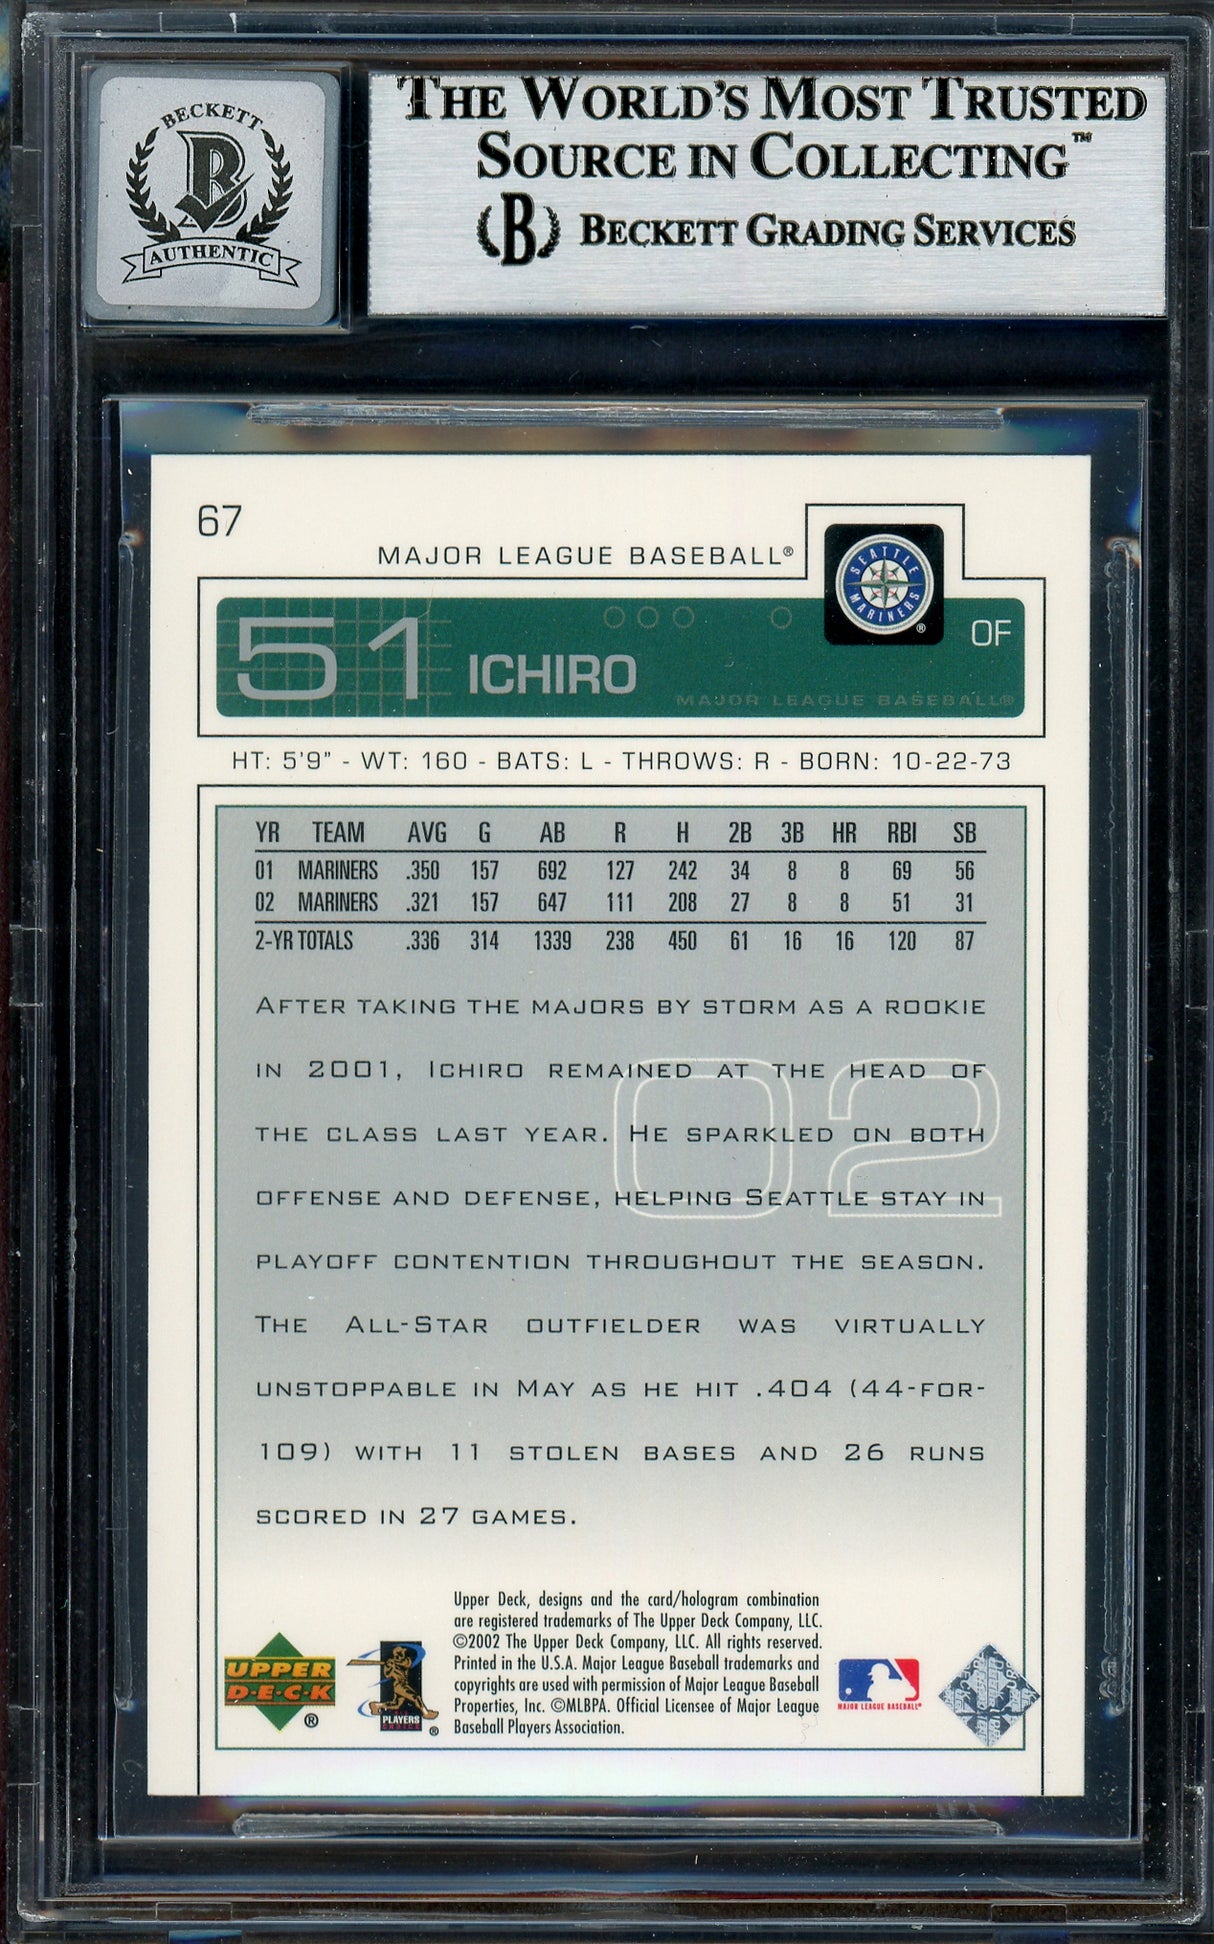 BECKETT
B
AUTHENTIC
THE WORLD'S MOST TRUSTED
SOURCE IN COLLECTING™
B BECKETT GRADING SERVICES
67
MAJOR LEAGUE BASEBALL®
SEATTLE
MARINERS
®
51 ICHIRO
OF
MAJOR LEAGUE BASEBALL®
HT: 5'9" - WT: 160 - BATS: L - THROWS: R - BORN: 10-22-73
YR TEAM AVG G AB R H 2B 3B HR RBI SB
01 MARINERS .350 157 692 127 242 34 8 8 69 56
02 MARINERS .321 157 647 111 208 27 8 8 51 31
2-YR TOTALS .336 314 1339 238 450 61 16 16 120 87
02
AFTER TAKING THE MAJORS BY STORM AS A ROOKIE
IN 2001, ICHIRO REMAINED AT THE HEAD OF
THE CLASS LAST YEAR. HE SPARKLED ON BOTH
OFFENSE AND DEFENSE, HELPING SEATTLE STAY IN
PLAYOFF CONTENTION THROUGHOUT THE SEASON.
THE ALL-STAR OUTFIELDER WAS VIRTUALLY
UNSTOPPABLE IN MAY AS HE HIT .404 (44-FOR-
109) WITH 11 STOLEN BASES AND 26 RUNS
SCORED IN 27 GAMES.
UPPER
DECK
®
PLAYERS
CHOICE
®
Upper Deck, designs and the card/hologram combination
are registered trademarks of The Upper Deck Company, LLC.
©2002 The Upper Deck Company, LLC. All rights reserved.
Printed in the U.S.A. Major League Baseball trademarks and
copyrights are used with permission of Major League Baseball
Properties, Inc. ©MLBPA. Official Licensee of Major League
Baseball Players Association.
MAJOR LEAGUE BASEBALL®